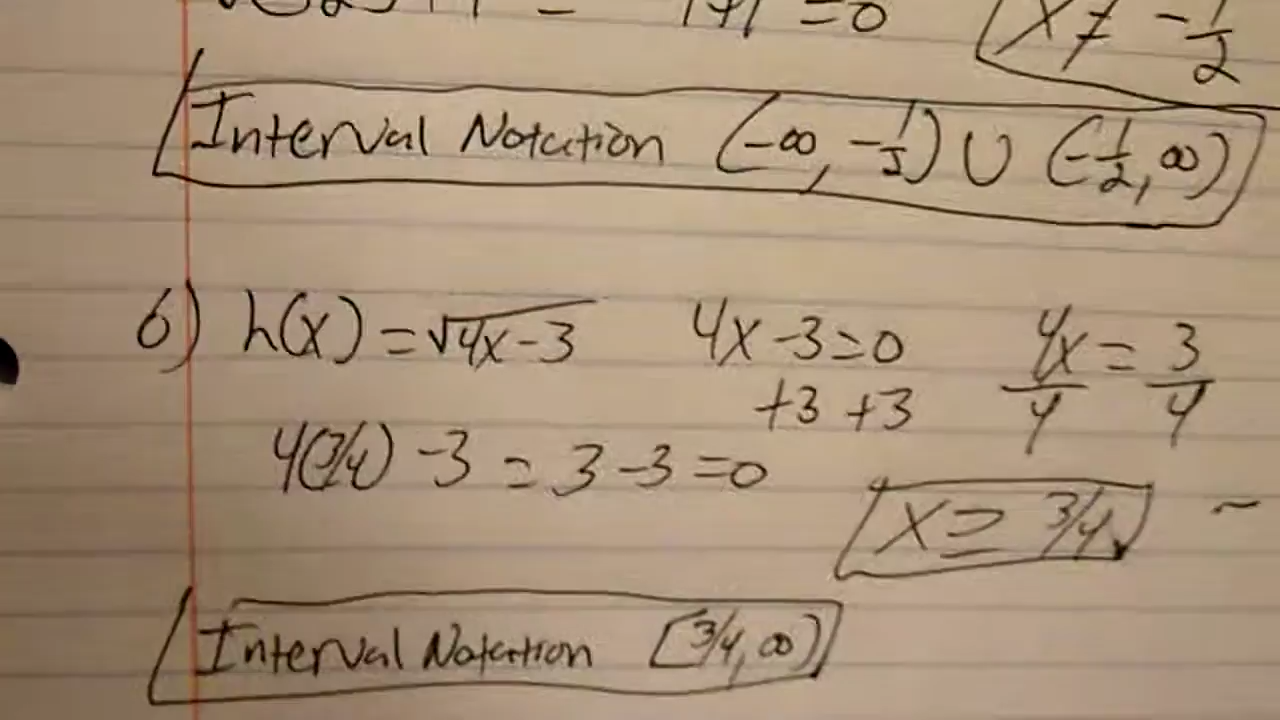 = 0 x ≠ -1/2
Interval Notation (-∞, -1/2) ∪ (-1/2, ∞)
6) h(x) = √4x-3 4x-3=0 4x = 3
+3 +3 4 4
4(3/4) -3 = 3-3=0
x ≥ 3/4 ~
Interval Notation [3/4, ∞)